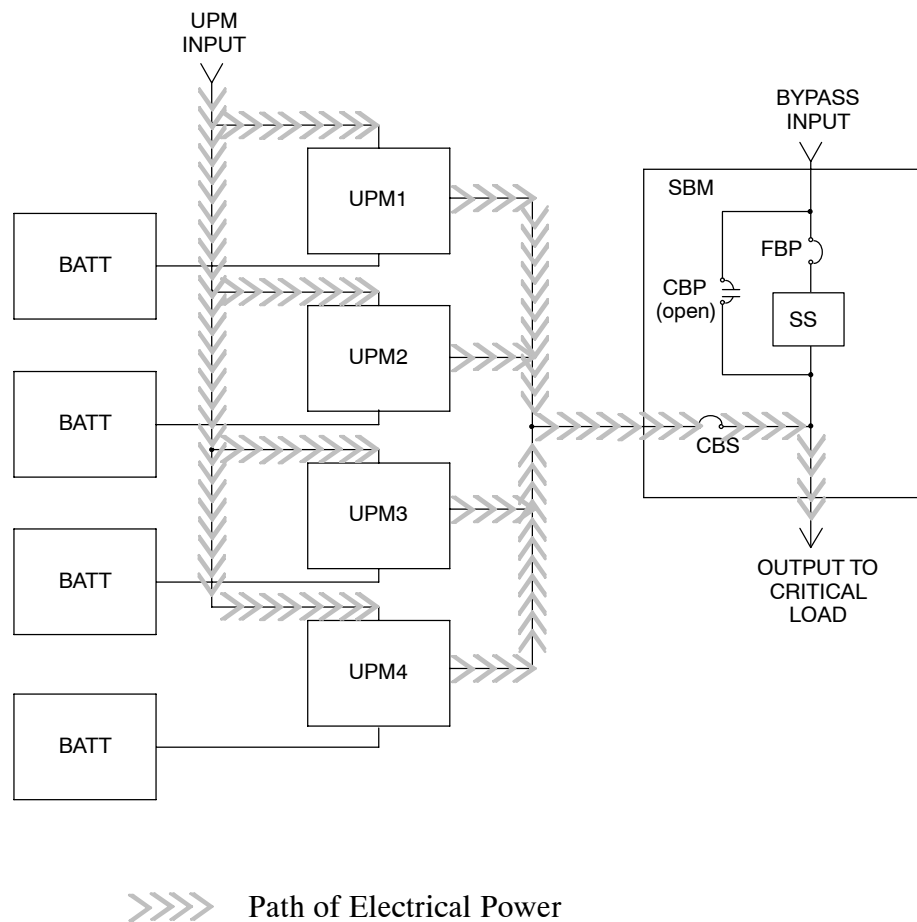 UPM
INPUT
BYPASS
INPUT
UPM1
SBM
BATT
FBP
CBP
(open)
SS
UPM2
BATT
CBS
UPM3
BATT
OUTPUT TO
CRITICAL
LOAD
UPM4
BATT
Path of Electrical Power